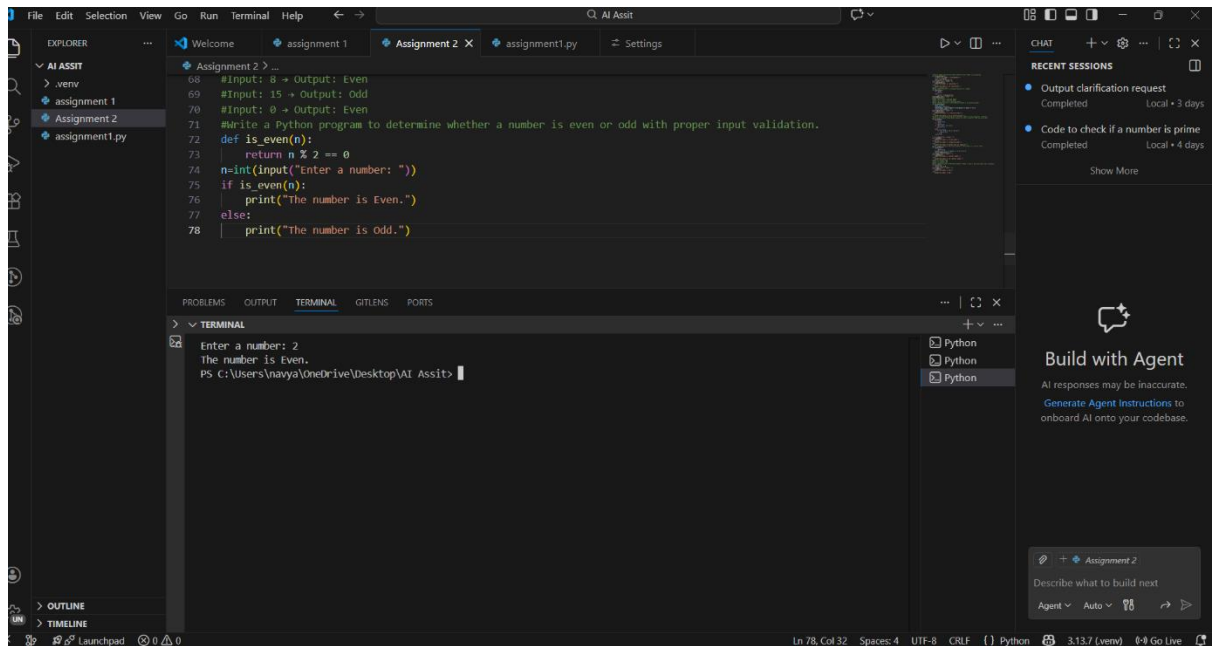 File Edit Selection View Go Run Terminal Help
AI Assit
EXPLORER
Welcome
assignment 1
Assignment 2
assignment1.py
Settings
CHAT
AI ASSIT
.venv
assignment 1
Assignment 2
assignment1.py
Assignment 2 > ...
68 #Input: 8 → Output: Even
69 #Input: 15 → Output: Odd
70 #Input: 0 → Output: Even
71 #Write a Python program to determine whether a number is even or odd with proper input validation.
72 def is_even(n):
73     return n % 2 == 0
74 n=int(input("Enter a number: "))
75 if is_even(n):
76     print("The number is Even.")
77 else:
78     print("The number is Odd.")
RECENT SESSIONS
Output clarification request
Completed Local • 3 days
Code to check if a number is prime
Completed Local • 4 days
Show More
PROBLEMS OUTPUT TERMINAL GITLENS PORTS
TERMINAL
Enter a number: 2
The number is Even.
PS C:\Users\navya\OneDrive\Desktop\AI Assit>
Python
Python
Python
Build with Agent
AI responses may be inaccurate.
Generate Agent Instructions to
onboard AI onto your codebase.
Assignment 2
Describe what to build next
Agent Auto
OUTLINE
TIMELINE
UN
Launchpad 0 0
Ln 78, Col 32 Spaces: 4 UTF-8 CRLF {} Python 3.13.7 (.venv) Go Live